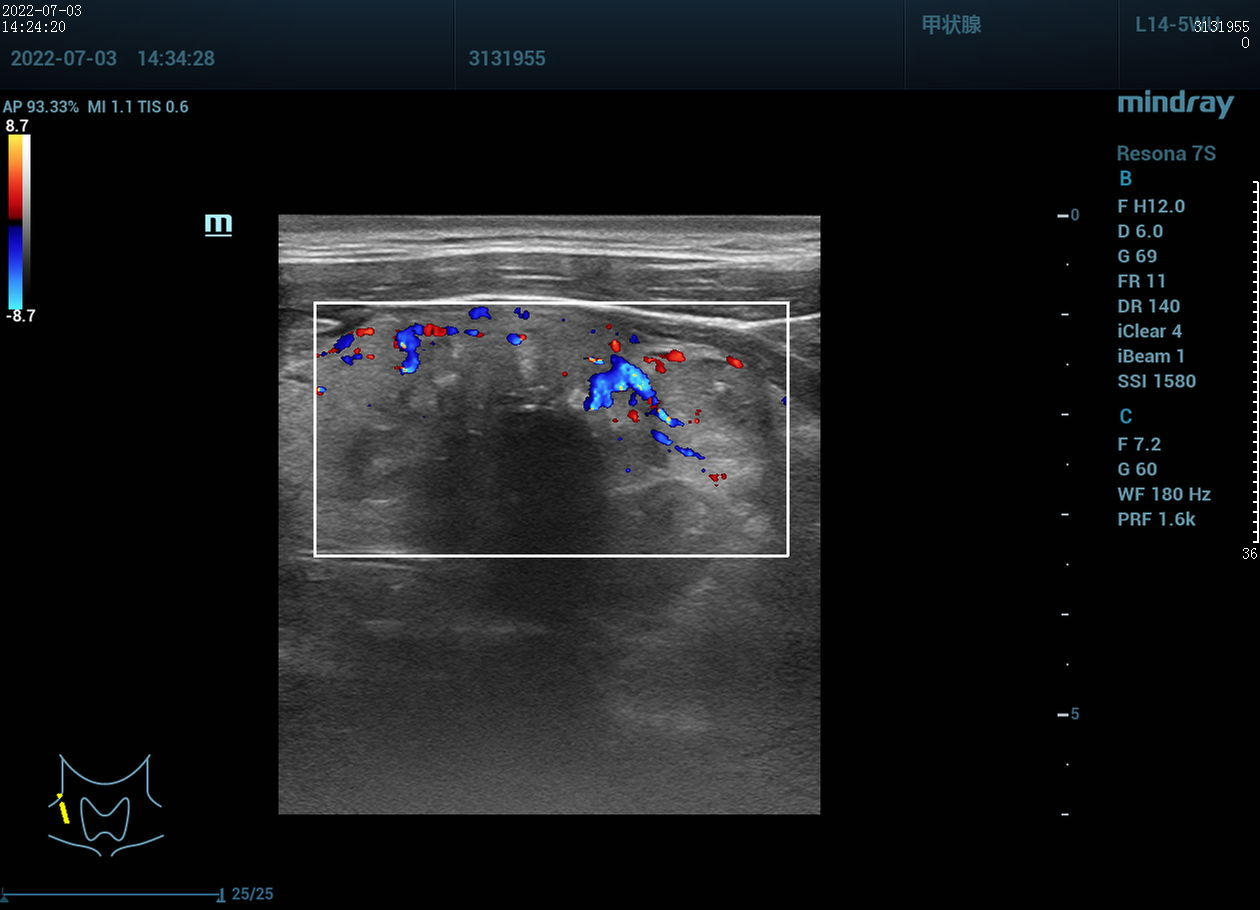 2022-07-03
14:24:20
2022-07-03 14:34:28
3131955
甲状腺
3131955
0
AP 93.33% MI 1.1 TIS 0.6
8.7
-8.7
m
mindray
Resona 7S
B
F H12.0
D 6.0
G 69
FR 11
DR 140
iClear 4
iBeam 1
SSI 1580
C
F 7.2
G 60
WF 180 Hz
PRF 1.6k
0
5
36
25/25